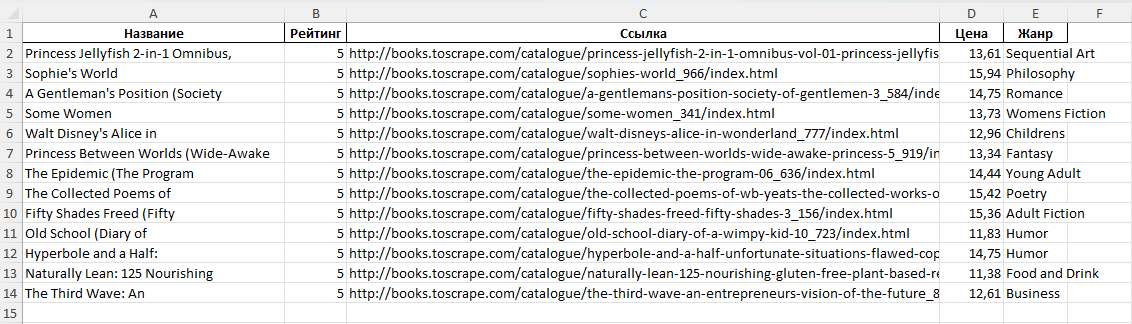 A B C D E F
1 Название Рейтинг Ссылка Цена Жанр
2 Princess Jellyfish 2-in-1 Omnibus, 5 http://books.toscrape.com/catalogue/princess-jellyfish-2-in-1-omnibus-vol-01-princess-jellyfis 13,61 Sequential Art
3 Sophie's World 5 http://books.toscrape.com/catalogue/sophies-world_966/index.html 15,94 Philosophy
4 A Gentleman's Position (Society 5 http://books.toscrape.com/catalogue/a-gentlemans-position-society-of-gentlemen-3_584/inde 14,75 Romance
5 Some Women 5 http://books.toscrape.com/catalogue/some-women_341/index.html 13,73 Womens Fiction
6 Walt Disney's Alice in 5 http://books.toscrape.com/catalogue/walt-disneys-alice-in-wonderland_777/index.html 12,96 Childrens
7 Princess Between Worlds (Wide-Awake 5 http://books.toscrape.com/catalogue/princess-between-worlds-wide-awake-princess-5_919/in 13,34 Fantasy
8 The Epidemic (The Program 5 http://books.toscrape.com/catalogue/the-epidemic-the-program-06_636/index.html 14,44 Young Adult
9 The Collected Poems of 5 http://books.toscrape.com/catalogue/the-collected-poems-of-wb-yeats-the-collected-works-o 15,42 Poetry
10 Fifty Shades Freed (Fifty 5 http://books.toscrape.com/catalogue/fifty-shades-freed-fifty-shades-3_156/index.html 15,36 Adult Fiction
11 Old School (Diary of 5 http://books.toscrape.com/catalogue/old-school-diary-of-a-wimpy-kid-10_723/index.html 11,83 Humor
12 Hyperbole and a Half: 5 http://books.toscrape.com/catalogue/hyperbole-and-a-half-unfortunate-situations-flawed-cop 14,75 Humor
13 Naturally Lean: 125 Nourishing 5 http://books.toscrape.com/catalogue/naturally-lean-125-nourishing-gluten-free-plant-based-re 11,38 Food and Drink
14 The Third Wave: An 5 http://books.toscrape.com/catalogue/the-third-wave-an-entrepreneurs-vision-of-the-future_8 12,61 Business
15